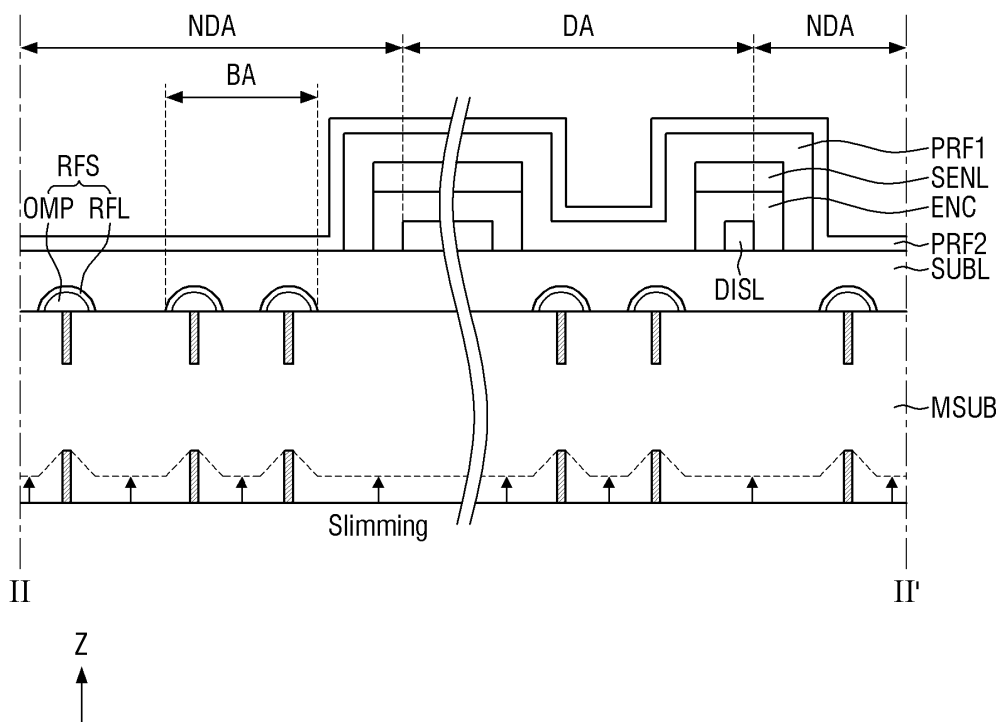 NDA DA NDA
BA
RFS
OMP RFL
PRF1
SENL
ENC
PRF2
SUBL
DISL
MSUB
Slimming
II II'
Z